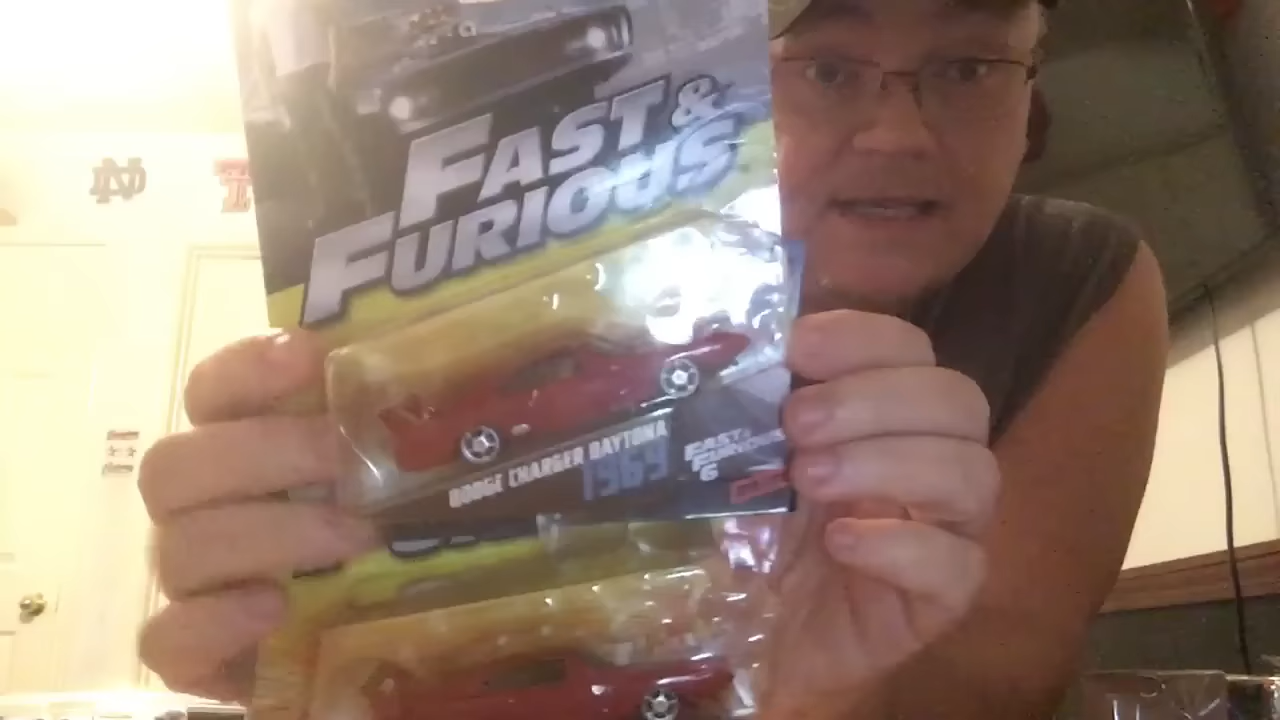 FAST &
FURIOUS
DODGE CHARGER DAYTONA
1969
FAST &
FURIOUS
6